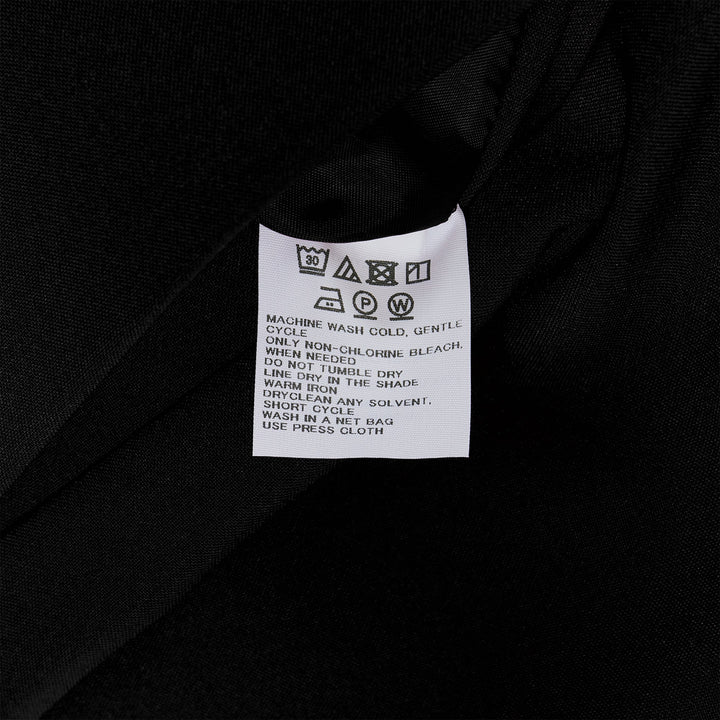 30
P W
MACHINE WASH COLD, GENTLE
CYCLE
ONLY NON-CHLORINE BLEACH,
WHEN NEEDED
DO NOT TUMBLE DRY
LINE DRY IN THE SHADE
WARM IRON
DRYCLEAN ANY SOLVENT,
SHORT CYCLE
WASH IN A NET BAG
USE PRESS CLOTH